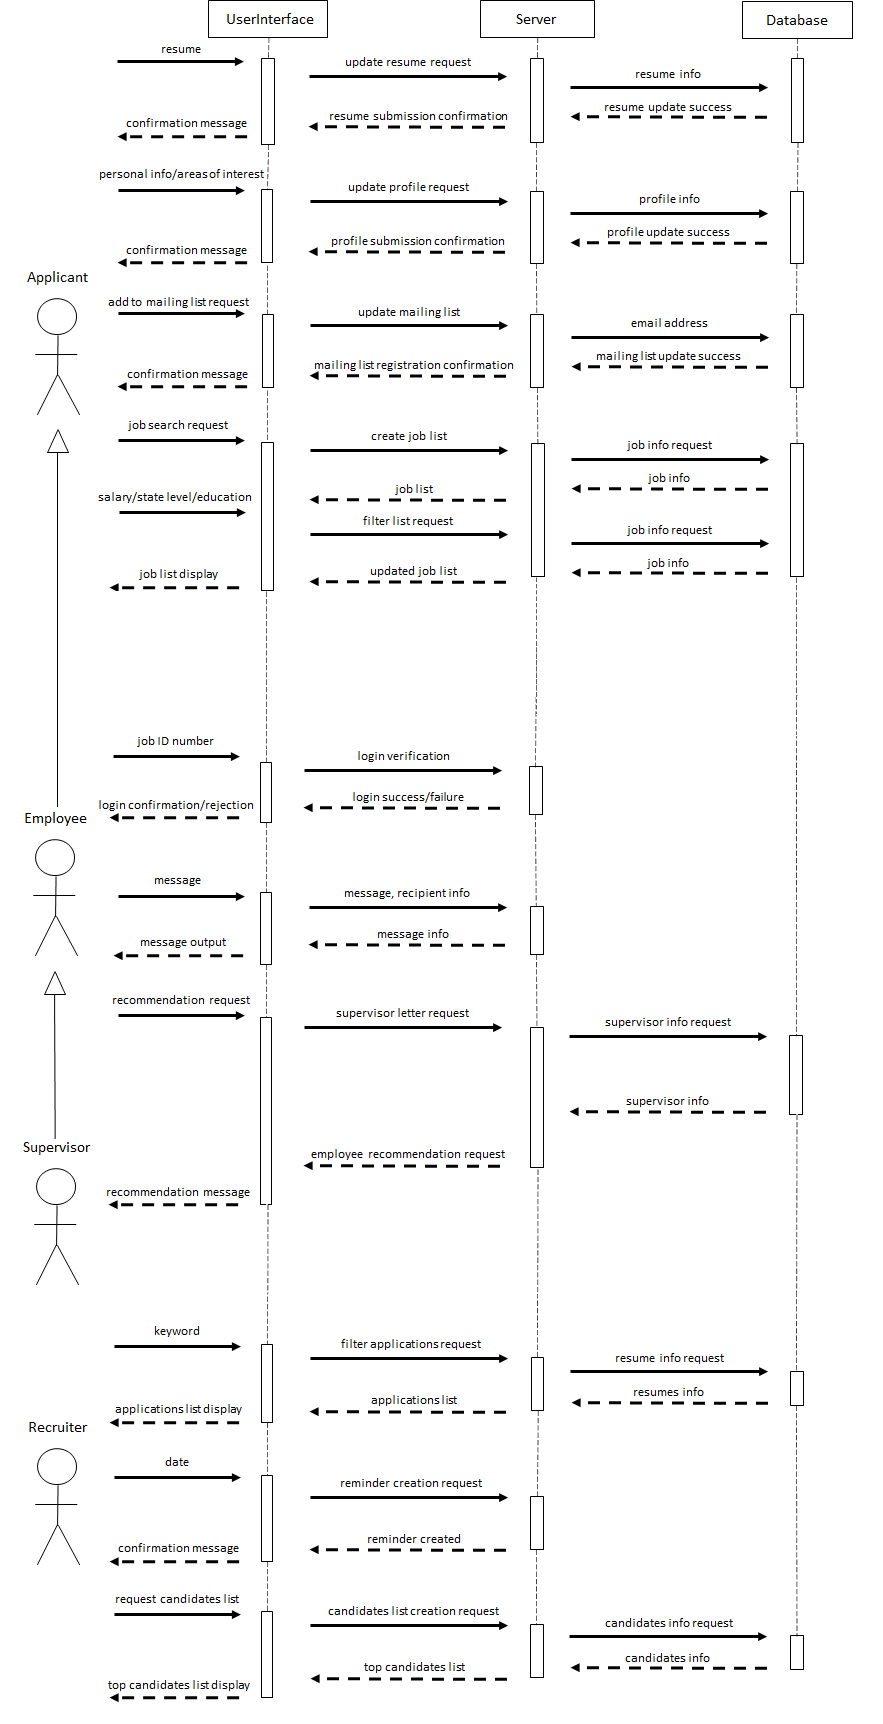 UserInterface
Server
Database
resume
update resume request
resume info
resume update success
resume submission confirmation
confirmation message
personal info/areas of interest
update profile request
profile info
profile update success
profile submission confirmation
confirmation message
Applicant
add to mailing list request
update mailing list
email address
mailing list update success
mailing list registration confirmation
confirmation message
job search request
create job list
job info request
job info
job list
salary/state level/education
filter list request
job info request
job info
updated job list
job list display
job ID number
login verification
login success/failure
login confirmation/rejection
Employee
message
message, recipient info
message info
message output
recommendation request
supervisor letter request
supervisor info request
supervisor info
Supervisor
employee recommendation request
recommendation message
keyword
filter applications request
resume info request
resumes info
applications list
applications list display
Recruiter
date
reminder creation request
reminder created
confirmation message
request candidates list
candidates list creation request
candidates info request
candidates info
top candidates list
top candidates list display